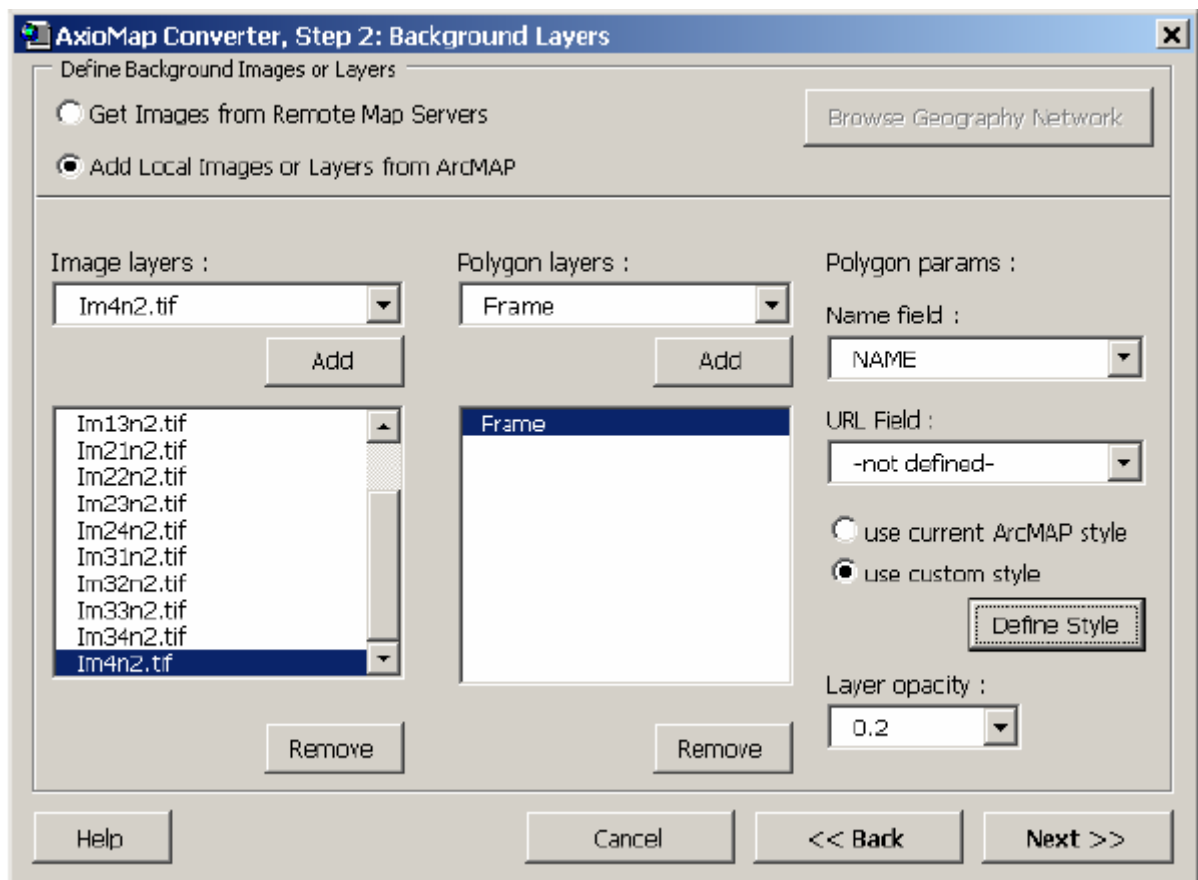 AxioMap Converter, Step 2: Background Layers
Define Background Images or Layers
Get Images from Remote Map Servers
Browse Geography Network
Add Local Images or Layers from ArcMAP
Image layers :
Im4n2.tif
Add
Im13n2.tif
Im21n2.tif
Im22n2.tif
Im23n2.tif
Im24n2.tif
Im31n2.tif
Im32n2.tif
Im33n2.tif
Im34n2.tif
Im4n2.tif
Remove
Polygon layers :
Frame
Add
Frame
Remove
Polygon params :
Name field :
NAME
URL Field :
-not defined-
use current ArcMAP style
use custom style
Define Style
Layer opacity :
0.2
Help
Cancel
<< Back
Next >>